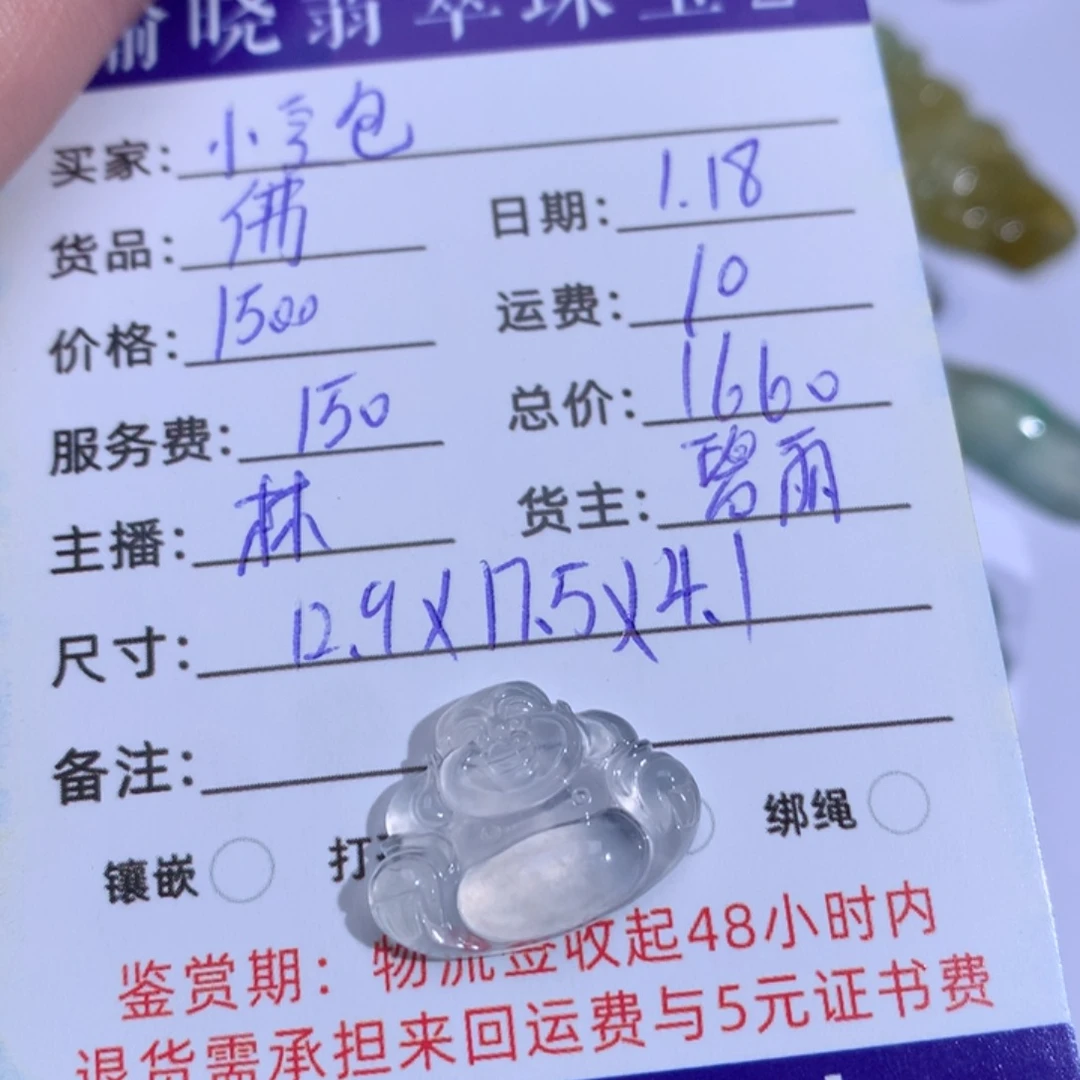 晓翡翠珠宝
买家：小云包
货品：佛 日期：1.18
价格：1500 运费：10
服务费：150 总价：1660
主播：林 货主：碧丽
尺寸：12.9X17.5X4.1
备注：
镶嵌 打 绑绳
鉴赏期：物流签收起48小时内
退货需承担来回运费与5元证书费